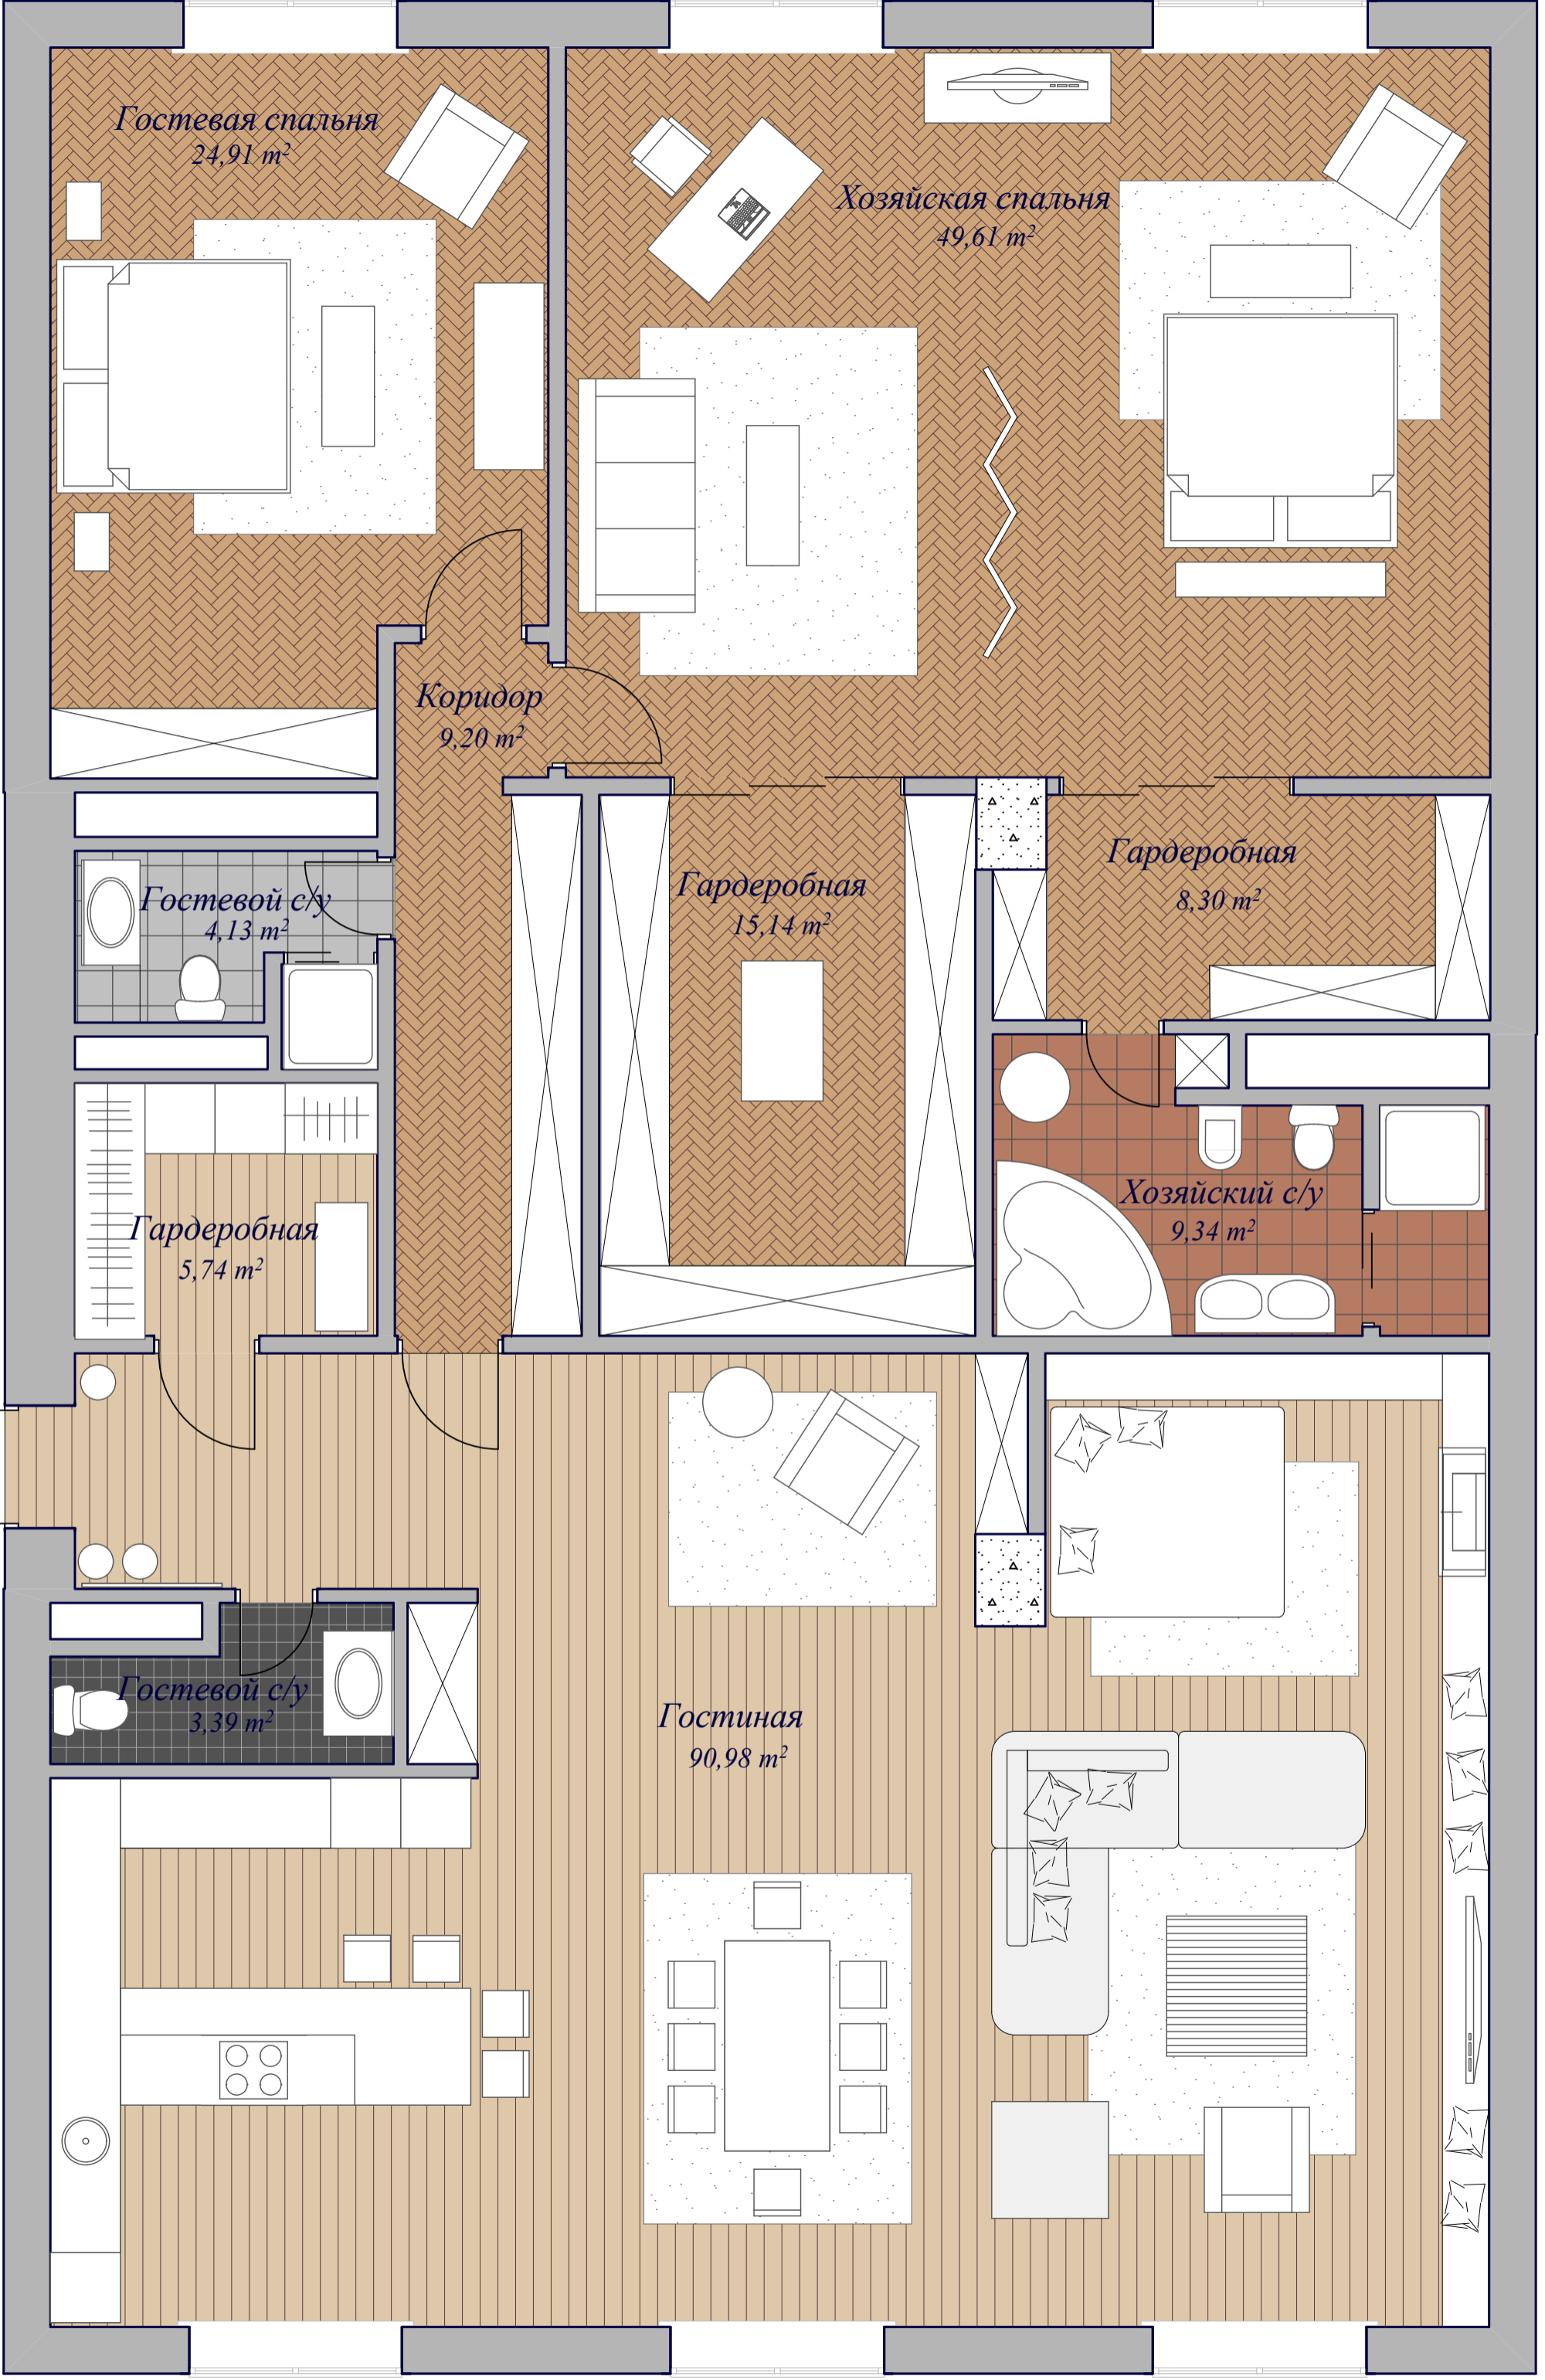 Гостевая спальня
24,91 m²
Хозяйская спальня
49,61 m²
Коридор
9,20 m²
Гардеробная
15,14 m²
Гардеробная
8,30 m²
Гостевой с/у
4,13 m²
Гардеробная
5,74 m²
Хозяйский с/у
9,34 m²
Гостевой с/у
3,39 m²
Гостиная
90,98 m²